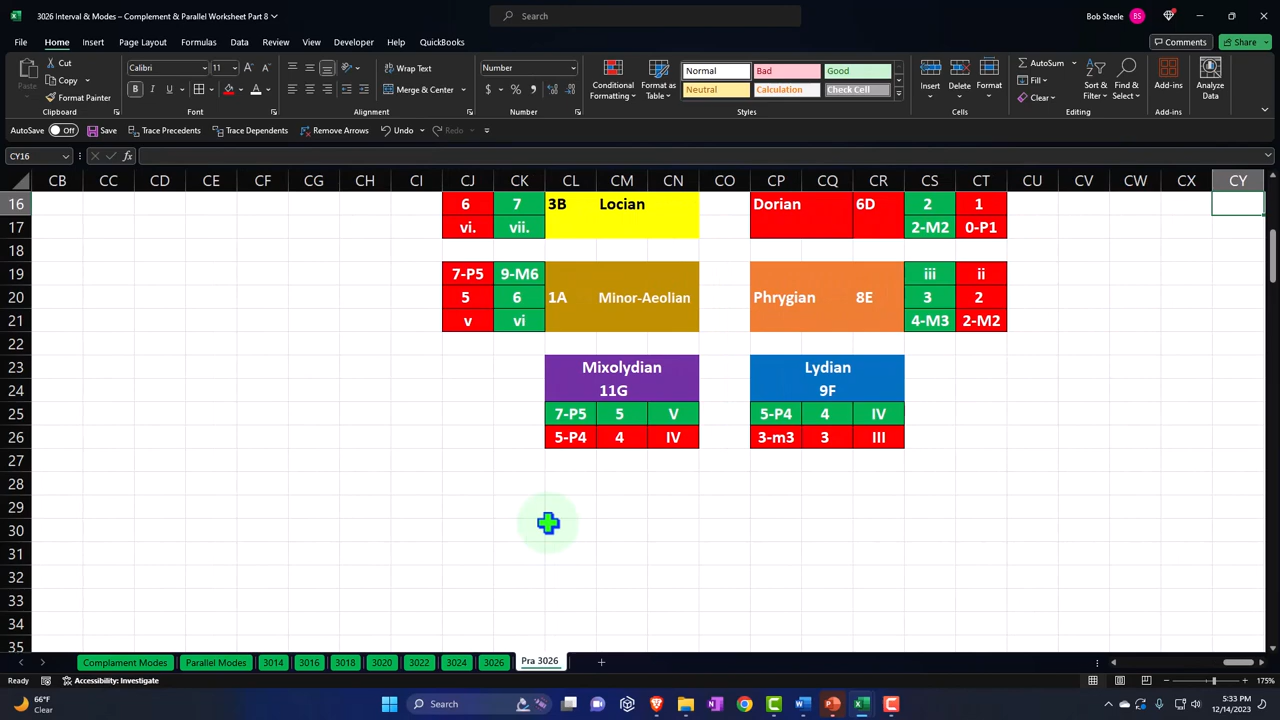 3026 Interval & Modes – Complement & Parallel Worksheet Part 8
Search
Bob Steele
BS
File Home Insert Page Layout Formulas Data Review View Developer Automate Help QuickBooks
Comments
Share
Cut
Copy
Paste
Format Painter
Clipboard
Calibri
11
Font
Wrap Text
Merge & Center
Alignment
Number
Number
Conditional Formatting
Format as Table
Normal Bad Good
Neutral Calculation Check Cell
Styles
Insert Delete Format
Cells
AutoSum
Fill
Clear
Sort & Filter
Find & Select
Editing
Add-ins
Add-ins
Analyze Data
AutoSave Off Save Trace Precedents Trace Dependents Remove Arrows Undo Redo
CY16
fx
CB CC CD CE CF CG CH CI CJ CK CL CM CN CO CP CQ CR CS CT CU CV CW CX CY
16 6 7 3B Locian Dorian 6D 2 1
17 vi. vii. 2-M2 0-P1
18
19 7-P5 9-M6 iii ii
20 5 6 1A Minor-Aeolian Phrygian 8E 3 2
21 v vi 4-M3 2-M2
22
23 Mixolydian Lydian
24 11G 9F
25 7-P5 5 V 5-P4 4 IV
26 5-P4 4 IV 3-m3 3 III
27
28
29
30
31
32
33
34
35
Complament Modes Parallel Modes 3014 3016 3018 3020 3022 3024 3026 Pra 3026
Ready Accessibility: Investigate
175%
66°F
Clear
Search
5:33 PM
12/14/2023